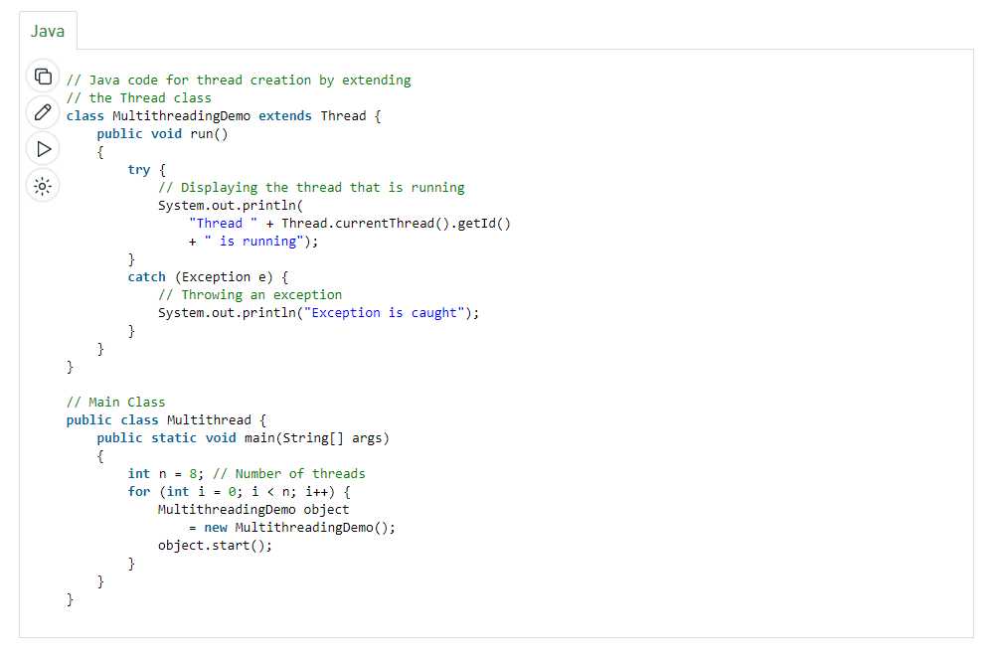 Java
// Java code for thread creation by extending
// the Thread class
class MultithreadingDemo extends Thread {
    public void run()
    {
        try {
            // Displaying the thread that is running
            System.out.println(
                "Thread " + Thread.currentThread().getId()
                + " is running");
        }
        catch (Exception e) {
            // Throwing an exception
            System.out.println("Exception is caught");
        }
    }
}
// Main Class
public class Multithread {
    public static void main(String[] args)
    {
        int n = 8; // Number of threads
        for (int i = 0; i < n; i++) {
            MultithreadingDemo object
                = new MultithreadingDemo();
            object.start();
        }
    }
}